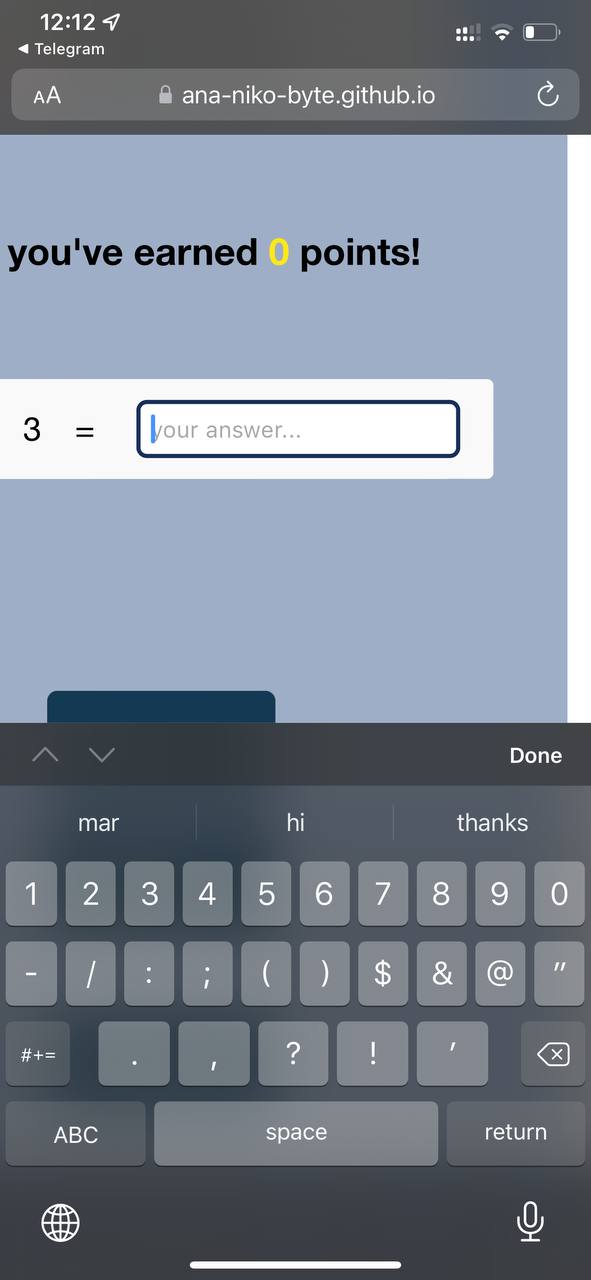 12:12
◀ Telegram
AA ana-niko-byte.github.io
you've earned 0 points!
3 = your answer...
Done
mar hi thanks
1 2 3 4 5 6 7 8 9 0
- / : ; ( ) $ & @ "
#+= . , ? ! ’
ABC space return